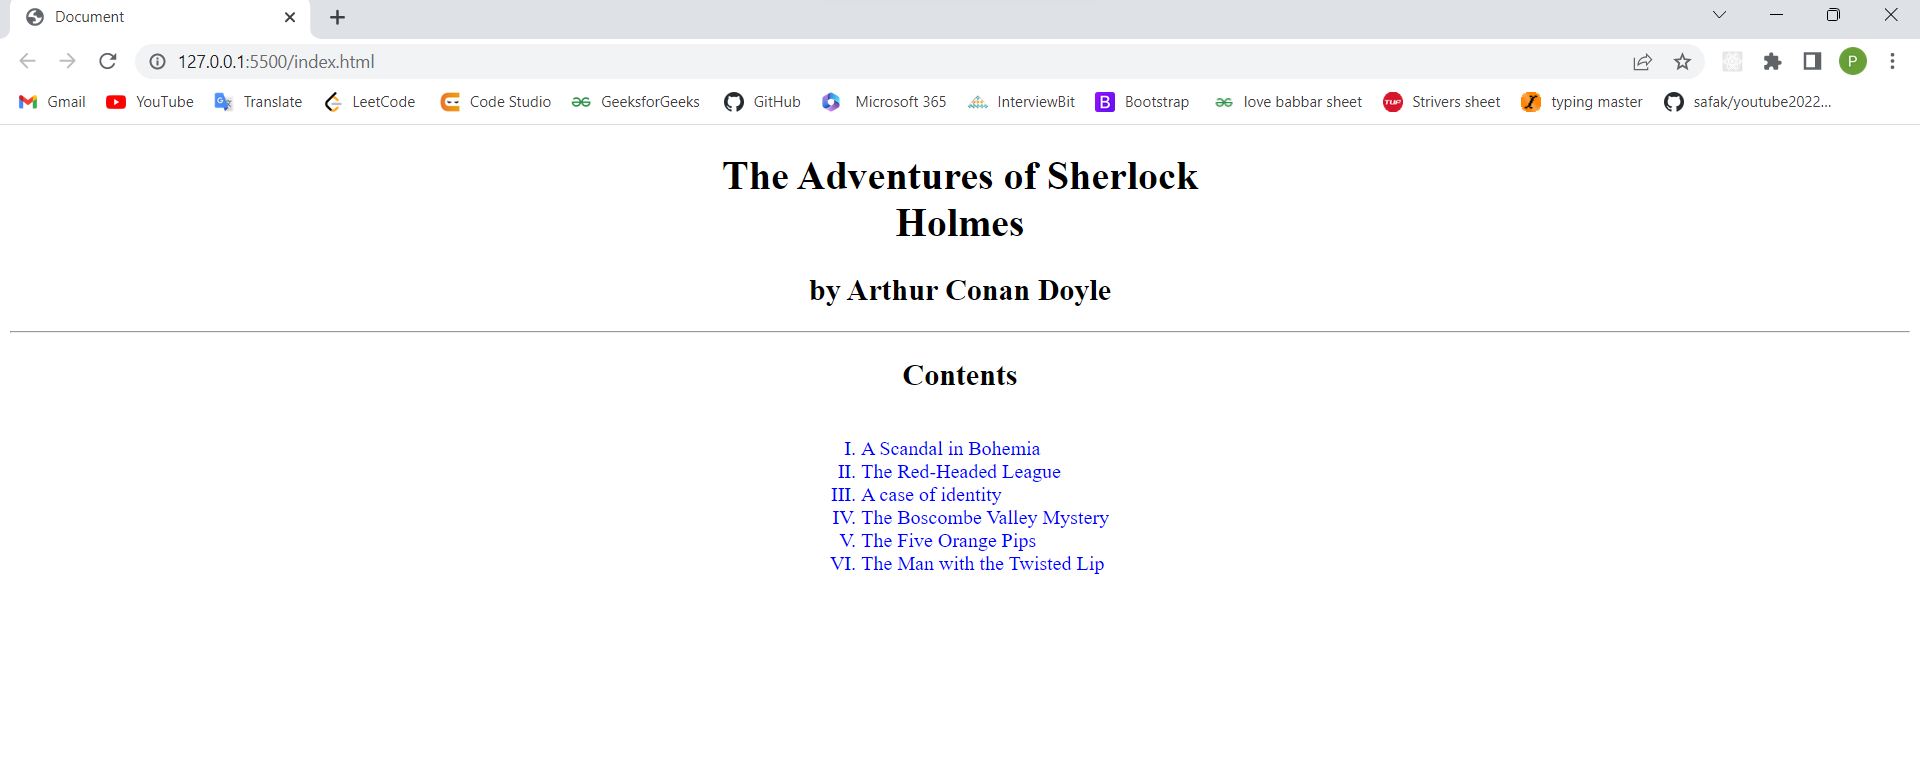 Document
127.0.0.1:5500/index.html
P
Gmail YouTube Translate LeetCode Code Studio GeeksforGeeks GitHub Microsoft 365 InterviewBit B Bootstrap love babbar sheet TUF Strivers sheet typing master safak/youtube2022...
The Adventures of Sherlock
Holmes
by Arthur Conan Doyle
Contents
I. A Scandal in Bohemia
II. The Red-Headed League
III. A case of identity
IV. The Boscombe Valley Mystery
V. The Five Orange Pips
VI. The Man with the Twisted Lip